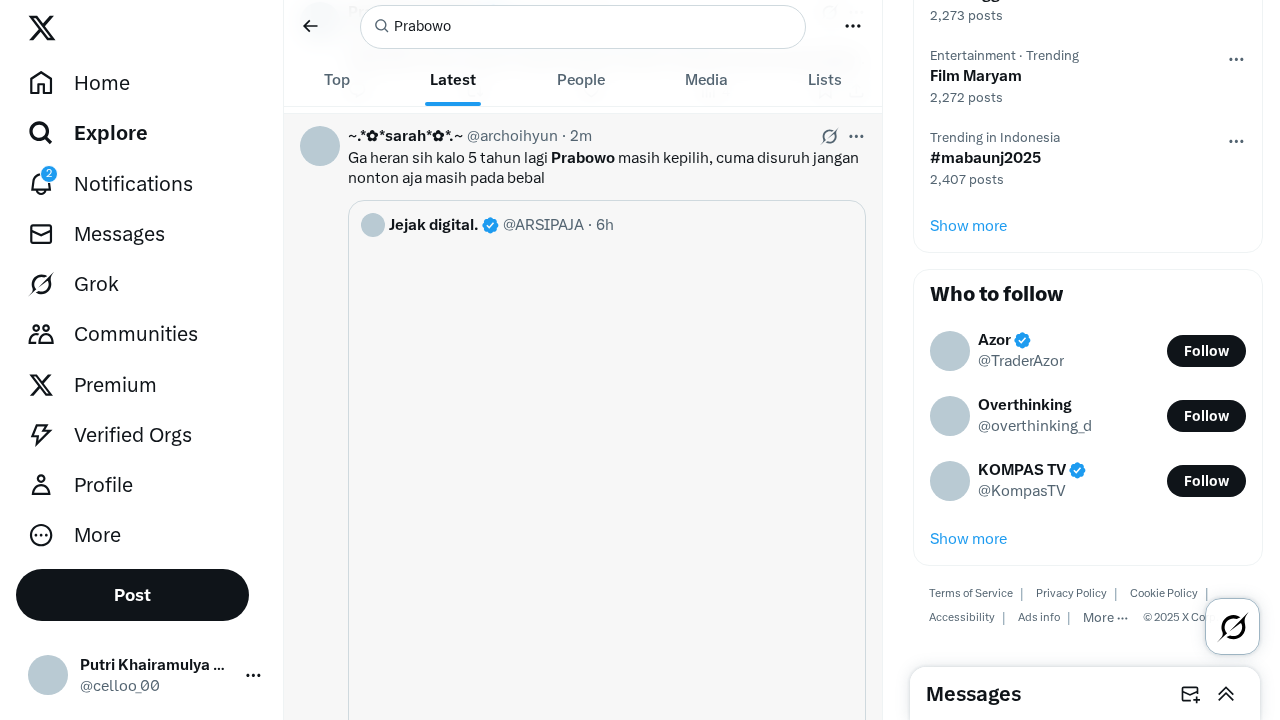 Home
Explore
2
Notifications
Messages
Grok
Communities
Premium
Verified Orgs
Profile
More
Post
Putri Khairamulya ...
@celloo_00
Prabowo
Top
Latest
People
Media
Lists
~.*✿*sarah*✿*.~ @archoihyun · 2m
Ga heran sih kalo 5 tahun lagi Prabowo masih kepilih, cuma disuruh jangan
nonton aja masih pada bebal
Jejak digital. @ARSIPAJA · 6h
2,273 posts
Entertainment · Trending
Film Maryam
2,272 posts
Trending in Indonesia
#mabaunj2025
2,407 posts
Show more
Who to follow
Azor
@TraderAzor
Follow
Overthinking
@overthinking_d
Follow
KOMPAS TV
@KompasTV
Follow
Show more
Terms of Service | Privacy Policy | Cookie Policy |
Accessibility | Ads info | More ··· © 2025 X
Messages